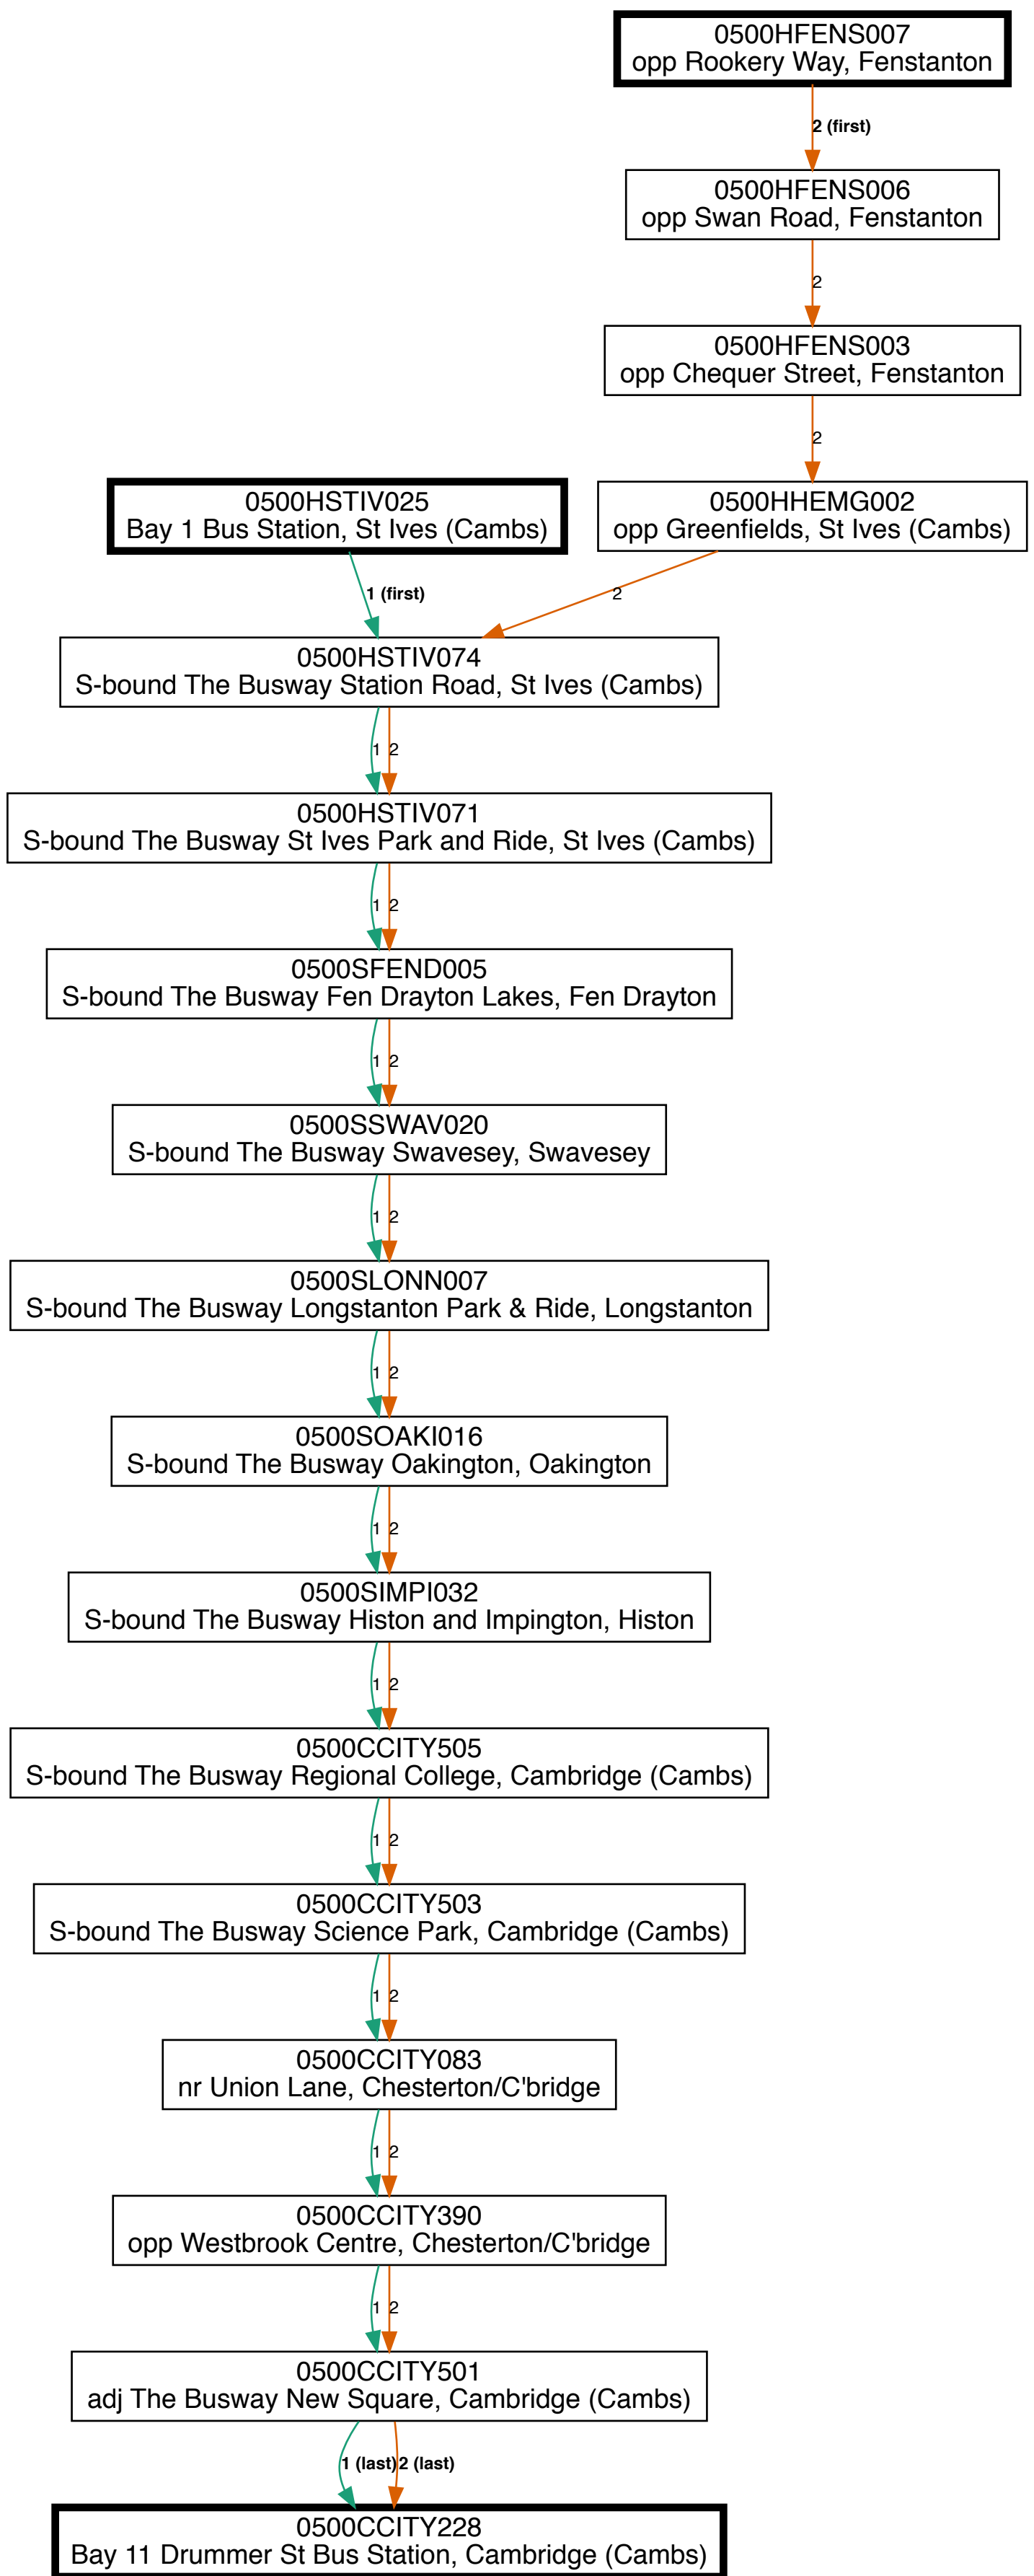 0500HFENS007
opp Rookery Way, Fenstanton
2 (first)
0500HFENS006
opp Swan Road, Fenstanton
2
0500HFENS003
opp Chequer Street, Fenstanton
2
0500HSTIV025
Bay 1 Bus Station, St Ives (Cambs)
0500HHEMG002
opp Greenfields, St Ives (Cambs)
1 (first)
2
0500HSTIV074
S-bound The Busway Station Road, St Ives (Cambs)
1 2
0500HSTIV071
S-bound The Busway St Ives Park and Ride, St Ives (Cambs)
1 2
0500SFEND005
S-bound The Busway Fen Drayton Lakes, Fen Drayton
1 2
0500SSWAV020
S-bound The Busway Swavesey, Swavesey
1 2
0500SLONN007
S-bound The Busway Longstanton Park & Ride, Longstanton
1 2
0500SOAKI016
S-bound The Busway Oakington, Oakington
1 2
0500SIMPI032
S-bound The Busway Histon and Impington, Histon
1 2
0500CCITY505
S-bound The Busway Regional College, Cambridge (Cambs)
1 2
0500CCITY503
S-bound The Busway Science Park, Cambridge (Cambs)
1 2
0500CCITY083
nr Union Lane, Chesterton/C'bridge
1 2
0500CCITY390
opp Westbrook Centre, Chesterton/C'bridge
1 2
0500CCITY501
adj The Busway New Square, Cambridge (Cambs)
1 (last) 2 (last)
0500CCITY228
Bay 11 Drummer St Bus Station, Cambridge (Cambs)